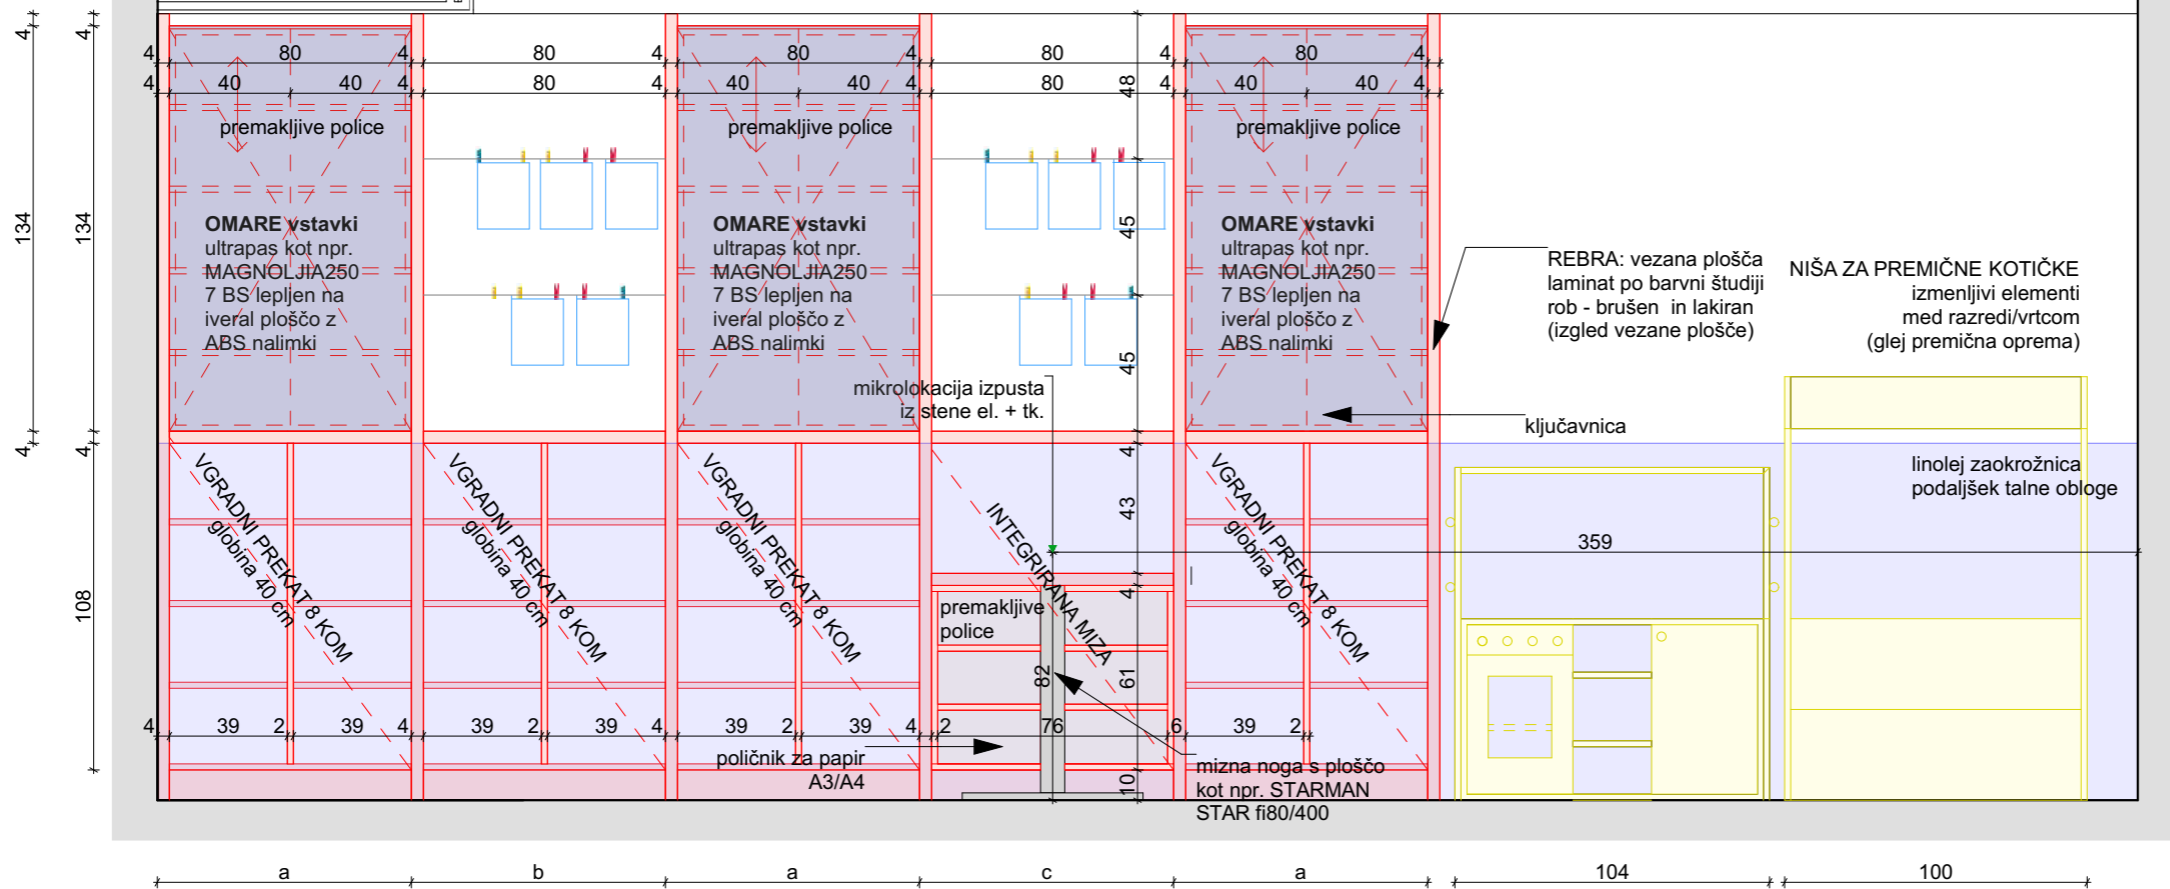 4 4
4 80 4 80 4 80 4 80 4 80 4
4 40 40 4 80 4 40 40 4 80 4 40 40 4
48
premakljive police
premakljive police
premakljive police
134 134
45
45
OMARE vstavki
ultrapas kot npr.
MAGNOLJIA250
7 BS lepljen na
iveral ploščo z
ABS nalimki
OMARE vstavki
ultrapas kot npr.
MAGNOLJIA250
7 BS lepljen na
iveral ploščo z
ABS nalimki
OMARE vstavki
ultrapas kot npr.
MAGNOLJIA250
7 BS lepljen na
iveral ploščo z
ABS nalimki
REBRA: vezana plošča
laminat po barvni študiji
rob - brušen in lakiran
(izgled vezane plošče)
NIŠA ZA PREMIČNE KOTIČKE
izmenljivi elementi
med razredi/vrtcom
(glej premična oprema)
mikrolokacija izpusta
iz stene el. + tk.
ključavnica
4 4
4
43
4
61
10
82
108
linolej zaokrožnica
podaljšek talne obloge
359
VGRADNI PREKAT 8 KOM
globina 40 cm
VGRADNI PREKAT 8 KOM
globina 40 cm
VGRADNI PREKAT 8 KOM
globina 40 cm
INTEGRIRANA MIZA
VGRADNI PREKAT 8 KOM
globina 40 cm
premakljive
police
4 39 2 39 4 39 2 39 4 39 2 39 4 2 76 6 39 2
poličnik za papir
A3/A4
mizna noga s ploščo
kot npr. STARMAN
STAR fi80/400
a b a c a 104 100